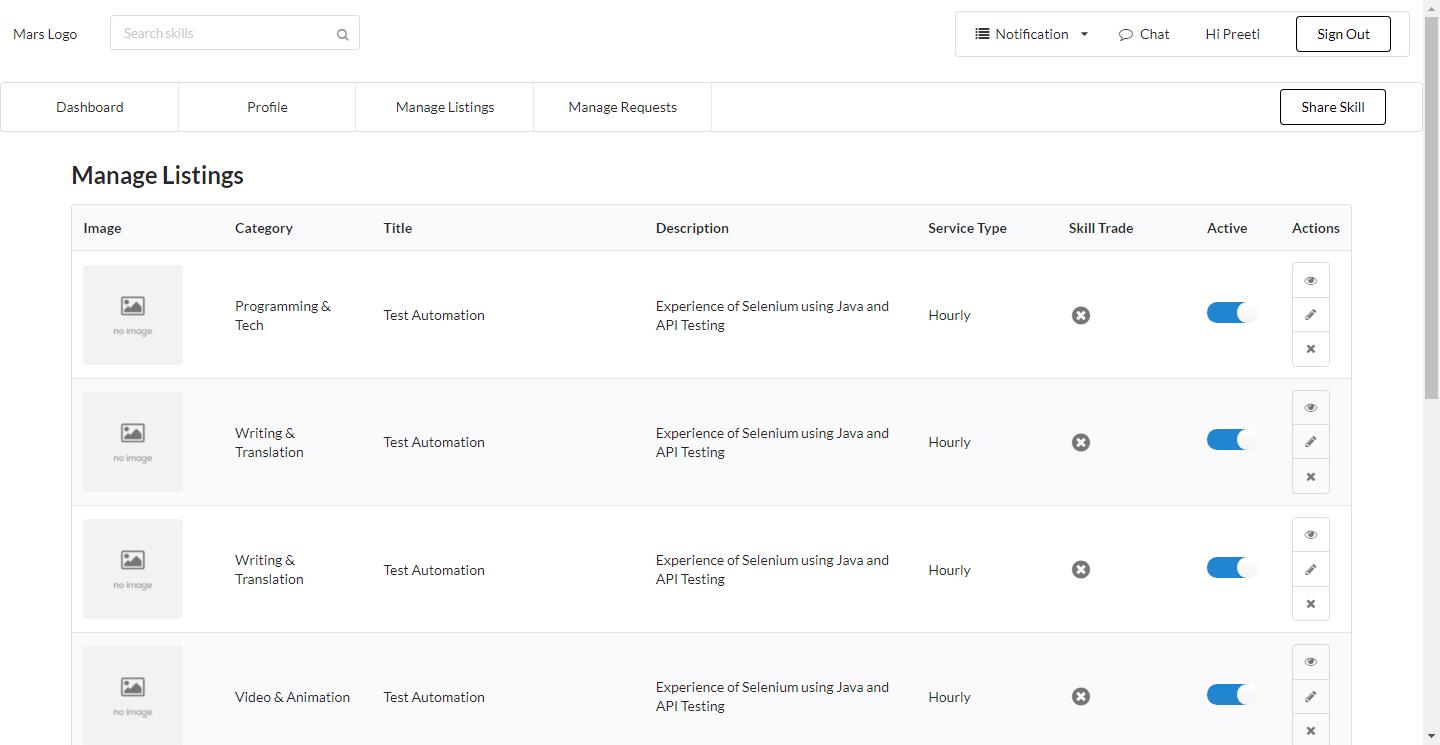 Mars Logo
Search skills
Notification
Chat
Hi Preeti
Sign Out
Dashboard
Profile
Manage Listings
Manage Requests
Share Skill
Manage Listings
Image
Category
Title
Description
Service Type
Skill Trade
Active
Actions
no image
Programming &
Tech
Test Automation
Experience of Selenium using Java and
API Testing
Hourly
no image
Writing &
Translation
Test Automation
Experience of Selenium using Java and
API Testing
Hourly
no image
Writing &
Translation
Test Automation
Experience of Selenium using Java and
API Testing
Hourly
no image
Video & Animation
Test Automation
Experience of Selenium using Java and
API Testing
Hourly